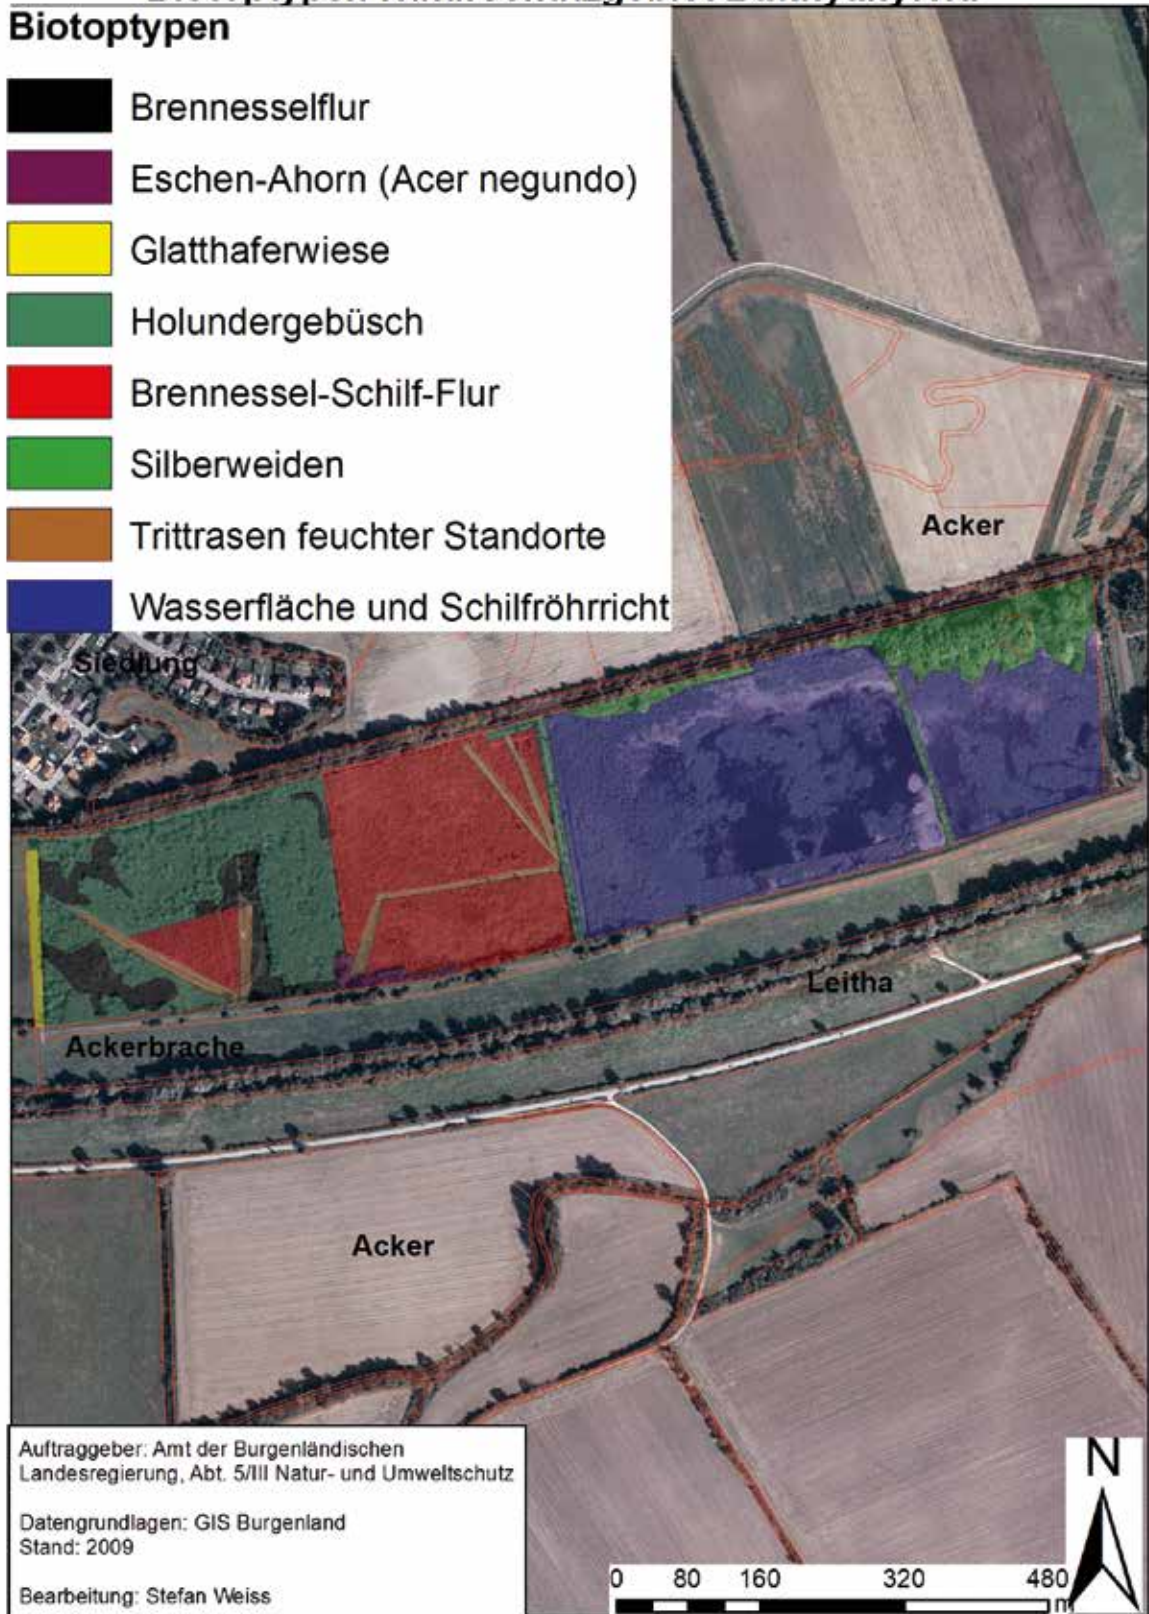 Biotoptypen
Brennesselflur
Eschen-Ahorn (Acer negundo)
Glatthaferwiese
Holundergebüsch
Brennessel-Schilf-Flur
Silberweiden
Trittrasen feuchter Standorte
Wasserfläche und Schilfröhrricht
Acker
Siedlung
Leitha
Ackerbrache
Acker
Auftraggeber: Amt der Burgenländischen
Landesregierung, Abt. 5/III Natur- und Umweltschutz
Datengrundlagen: GIS Burgenland
Stand: 2009
Bearbeitung: Stefan Weiss
N
0 80 160 320 480
m